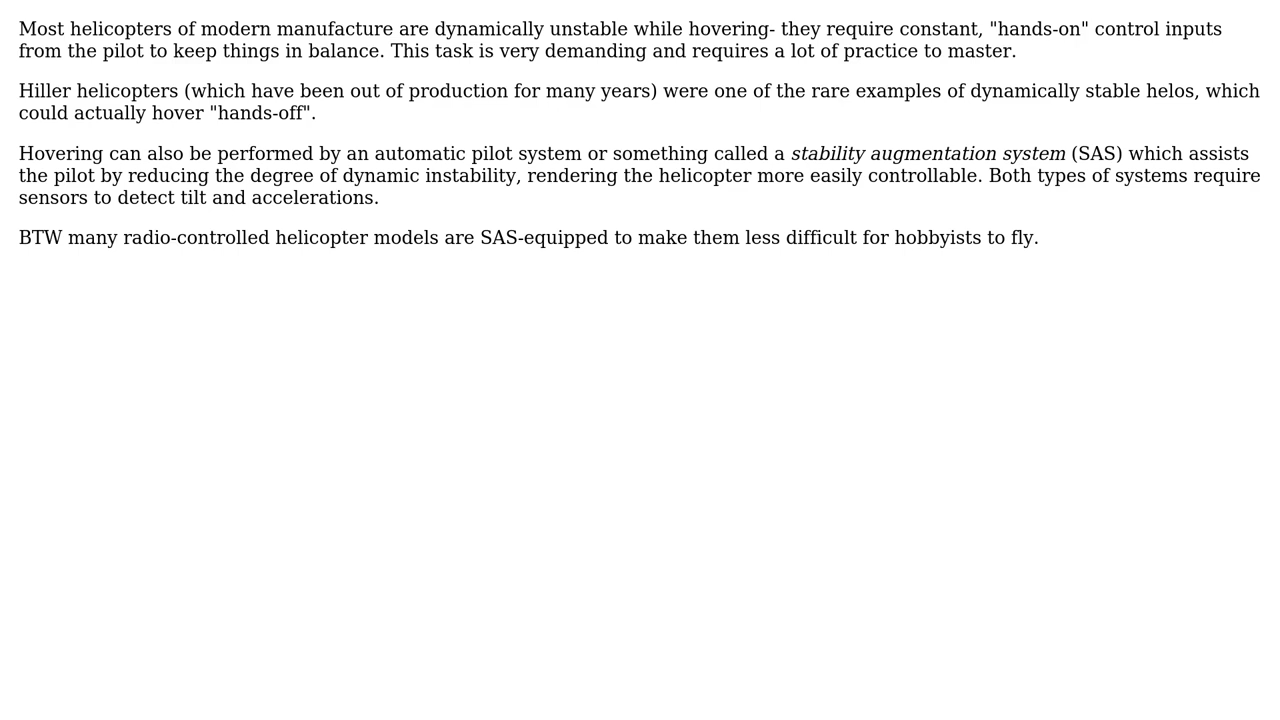 Most helicopters of modern manufacture are dynamically unstable while hovering- they require constant, "hands-on" control inputs
from the pilot to keep things in balance. This task is very demanding and requires a lot of practice to master.
Hiller helicopters (which have been out of production for many years) were one of the rare examples of dynamically stable helos, which
could actually hover "hands-off".
Hovering can also be performed by an automatic pilot system or something called a stability augmentation system (SAS) which assists
the pilot by reducing the degree of dynamic instability, rendering the helicopter more easily controllable. Both types of systems require
sensors to detect tilt and accelerations.
BTW many radio-controlled helicopter models are SAS-equipped to make them less difficult for hobbyists to fly.